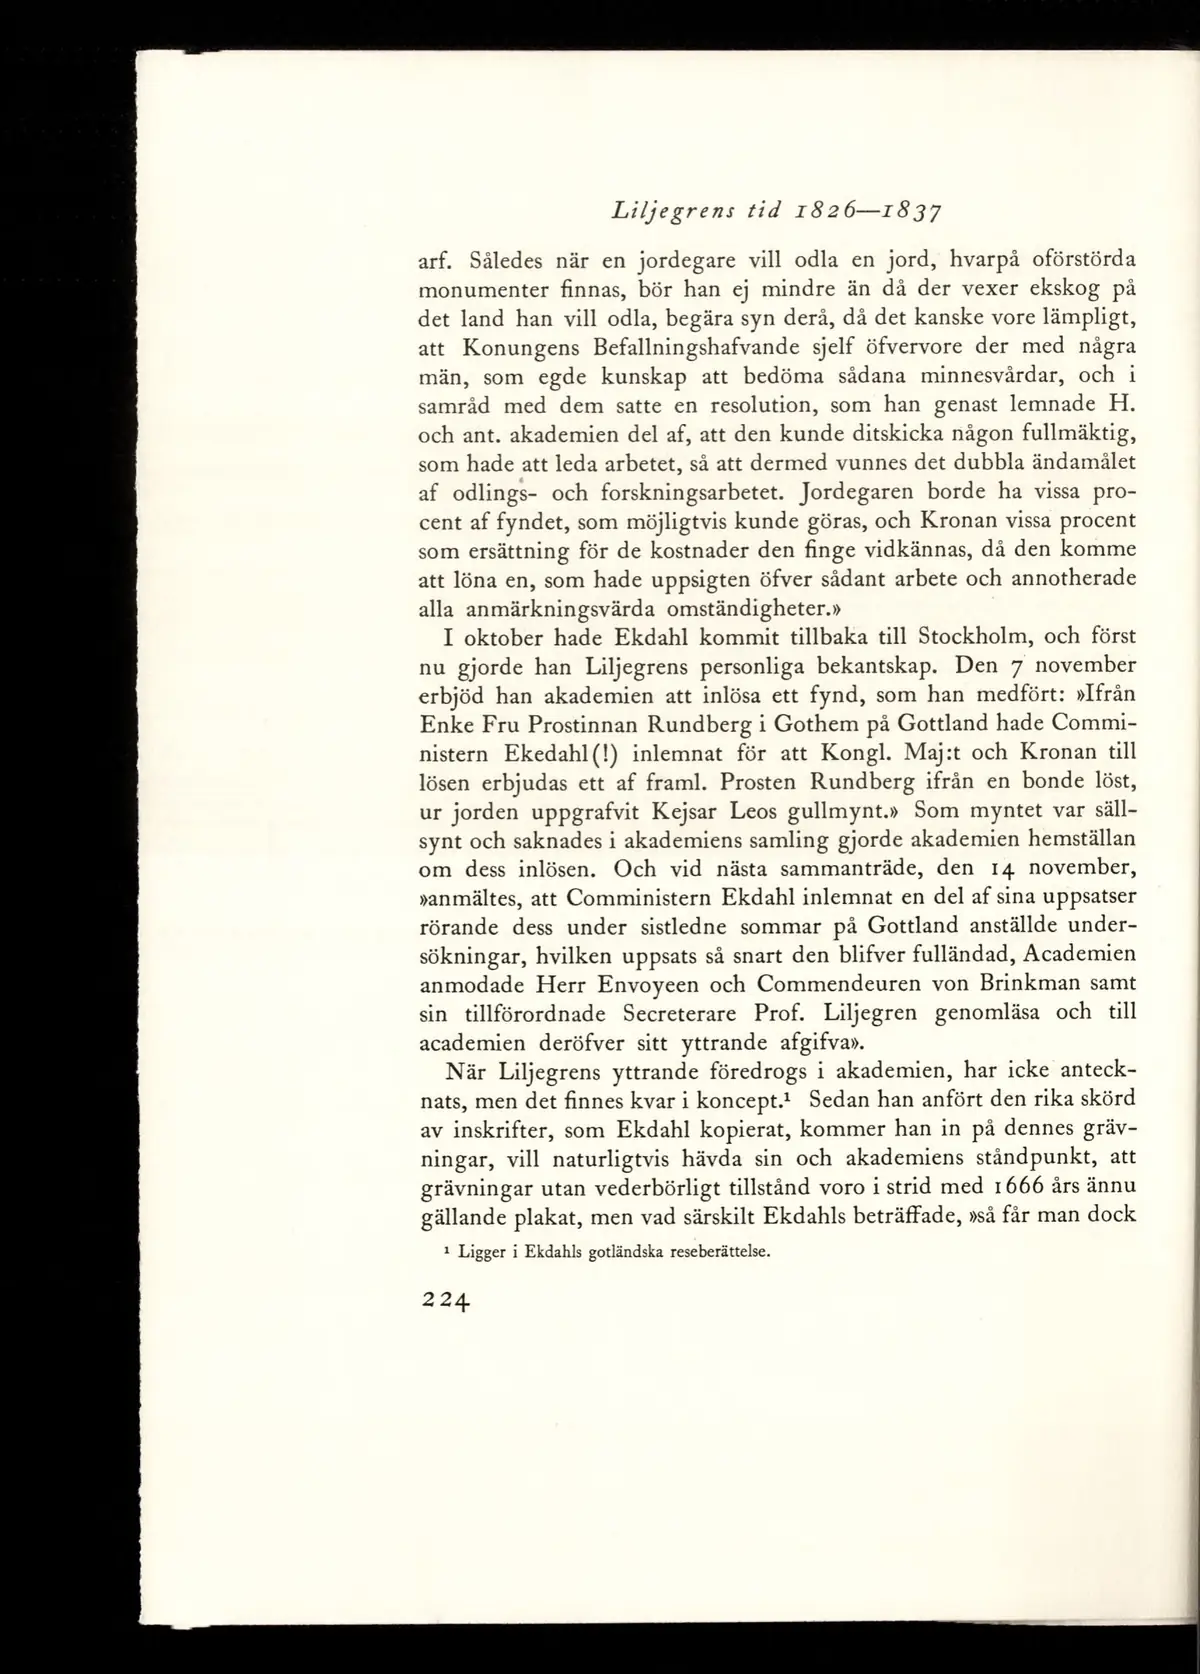 Liljegrens tid 1826—1837
arf. Således när en jordegare vill odla en jord, hvarpå oförstörda
monumenter finnas, bör han ej mindre än då der vexer ekskog på
det land han vill odla, begära syn derå, då det kanske vore lämpligt,
att Konungens Befallningshafvande sjelf öfvervore der med några
män, som egde kunskap att bedöma sådana minnesvårdar, och i
samråd med dem satte en resolution, som han genast lemnade H.
och ant. akademien del af, att den kunde ditskicka någon fullmäktig,
som hade att leda arbetet, så att dermed vunnes det dubbla ändamålet
af odlings- och forskningsarbetet. Jordegaren borde ha vissa pro-
cent af fyndet, som möjligtvis kunde göras, och Kronan vissa procent
som ersättning för de kostnader den finge vidkännas, då den komme
att löna en, som hade uppsigten öfver sådant arbete och annotherade
alla anmärkningsvärda omständigheter.»
I oktober hade Ekdahl kommit tillbaka till Stockholm, och först
nu gjorde han Liljegrens personliga bekantskap. Den 7 november
erbjöd han akademien att inlösa ett fynd, som han medfört: »Ifrån
Enke Fru Prostinnan Rundberg i Gothem på Gottland hade Commi-
nistern Ekedahl(!) inlemnat för att Kongl. Maj:t och Kronan till
lösen erbjudas ett af framl. Prosten Rundberg ifrån en bonde löst,
ur jorden uppgrafvit Kejsar Leos gullmynt.» Som myntet var säll-
synt och saknades i akademiens samling gjorde akademien hemställan
om dess inlösen. Och vid nästa sammanträde, den 14 november,
»anmältes, att Comministern Ekdahl inlemnat en del af sina uppsatser
rörande dess under sistledne sommar på Gottland anställde under-
sökningar, hvilken uppsats så snart den blifver fulländad, Academien
anmodade Herr Envoyeen och Commendeuren von Brinkman samt
sin tillförordnade Secreterare Prof. Liljegren genomläsa och till
academien deröfver sitt yttrande afgifva».
När Liljegrens yttrande föredrogs i akademien, har icke anteck-
nats, men det finnes kvar i koncept.¹ Sedan han anfört den rika skörd
av inskrifter, som Ekdahl kopierat, kommer han in på dennes gräv-
ningar, vill naturligtvis hävda sin och akademiens ståndpunkt, att
grävningar utan vederbörligt tillstånd voro i strid med 1666 års ännu
gällande plakat, men vad särskilt Ekdahls beträffade, »så får man dock
¹ Ligger i Ekdahls gotländska reseberättelse.
224